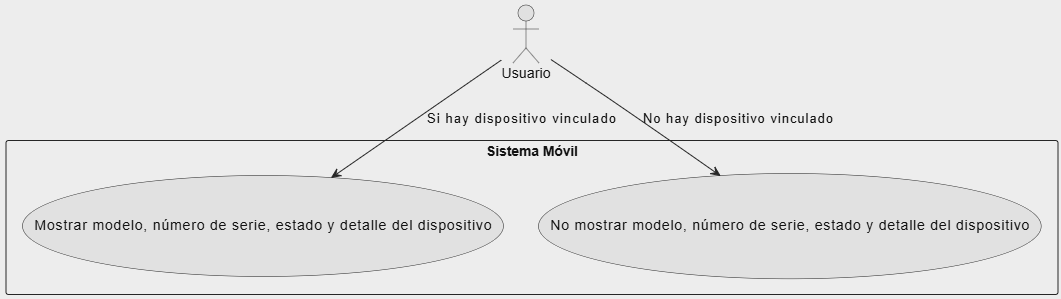 Usuario
Si hay dispositivo vinculado
No hay dispositivo vinculado
Sistema Móvil
Mostrar modelo, número de serie, estado y detalle del dispositivo
No mostrar modelo, número de serie, estado y detalle del dispositivo